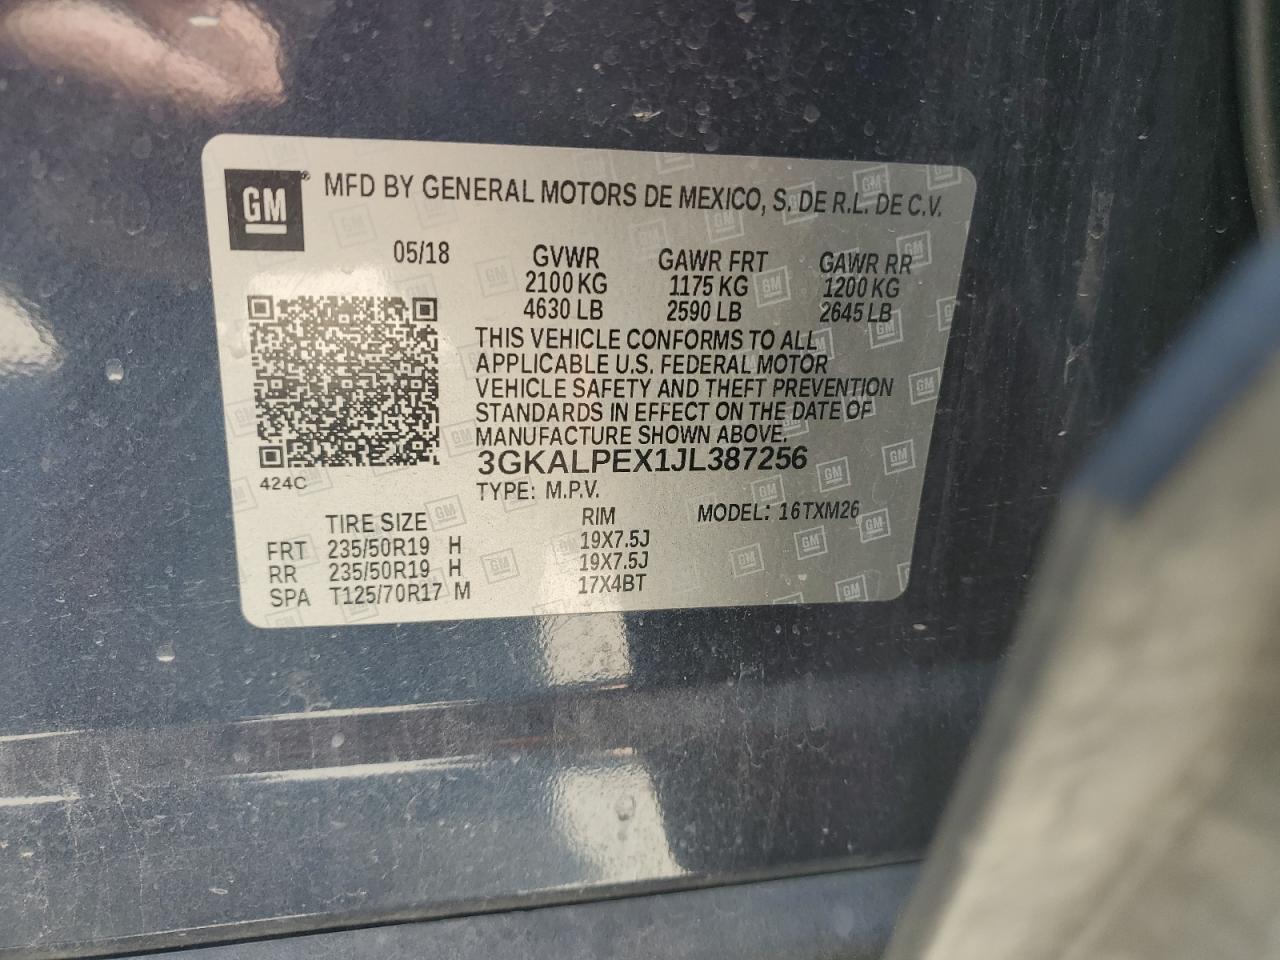 GM® MFD BY GENERAL MOTORS DE MEXICO, S. DE R.L. DE C.V.
05/18 GVWR GAWR FRT GAWR RR
2100 KG 1175 KG 1200 KG
4630 LB 2590 LB 2645 LB
THIS VEHICLE CONFORMS TO ALL
APPLICABLE U.S. FEDERAL MOTOR
VEHICLE SAFETY AND THEFT PREVENTION
STANDARDS IN EFFECT ON THE DATE OF
MANUFACTURE SHOWN ABOVE.
3GKALPEX1JL387256
424C
TYPE: M.P.V.
TIRE SIZE RIM MODEL: 16TXM26
FRT 235/50R19 H 19X7.5J
RR 235/50R19 H 19X7.5J
SPA T125/70R17 M 17X4BT